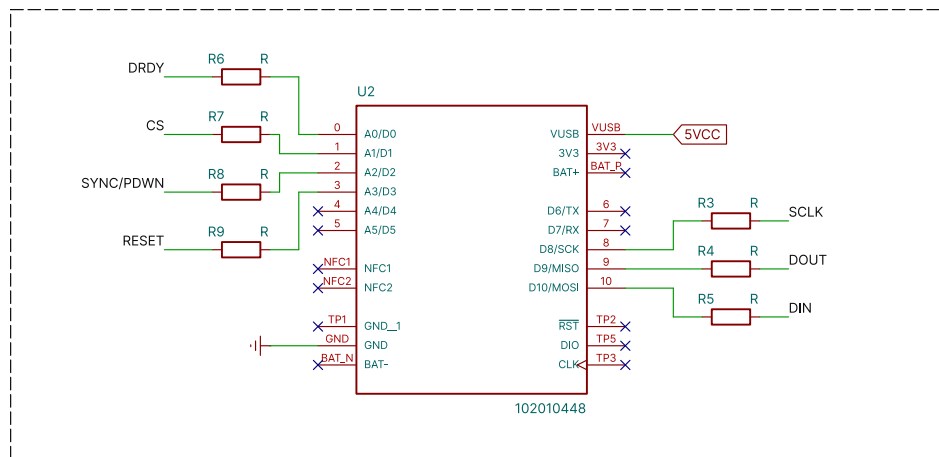 R6 R
DRDY
R7 R
CS
R8 R
SYNC/PDWN
R9 R
RESET
U2
0 A0/D0
1 A1/D1
2 A2/D2
3 A3/D3
4 A4/D4
5 A5/D5
NFC1 NFC1
NFC2 NFC2
TP1 GND_1
GND GND
BAT_N BAT-
VUSB VUSB
3V3 3V3
BAT+ BAT_P
D6/TX 6
D7/RX 7
D8/SCK 8
D9/MISO 9
D10/MOSI 10
RST TP2
DIO TP5
CLK TP3
102010448
5VCC
R3 R
SCLK
R4 R
DOUT
R5 R
DIN